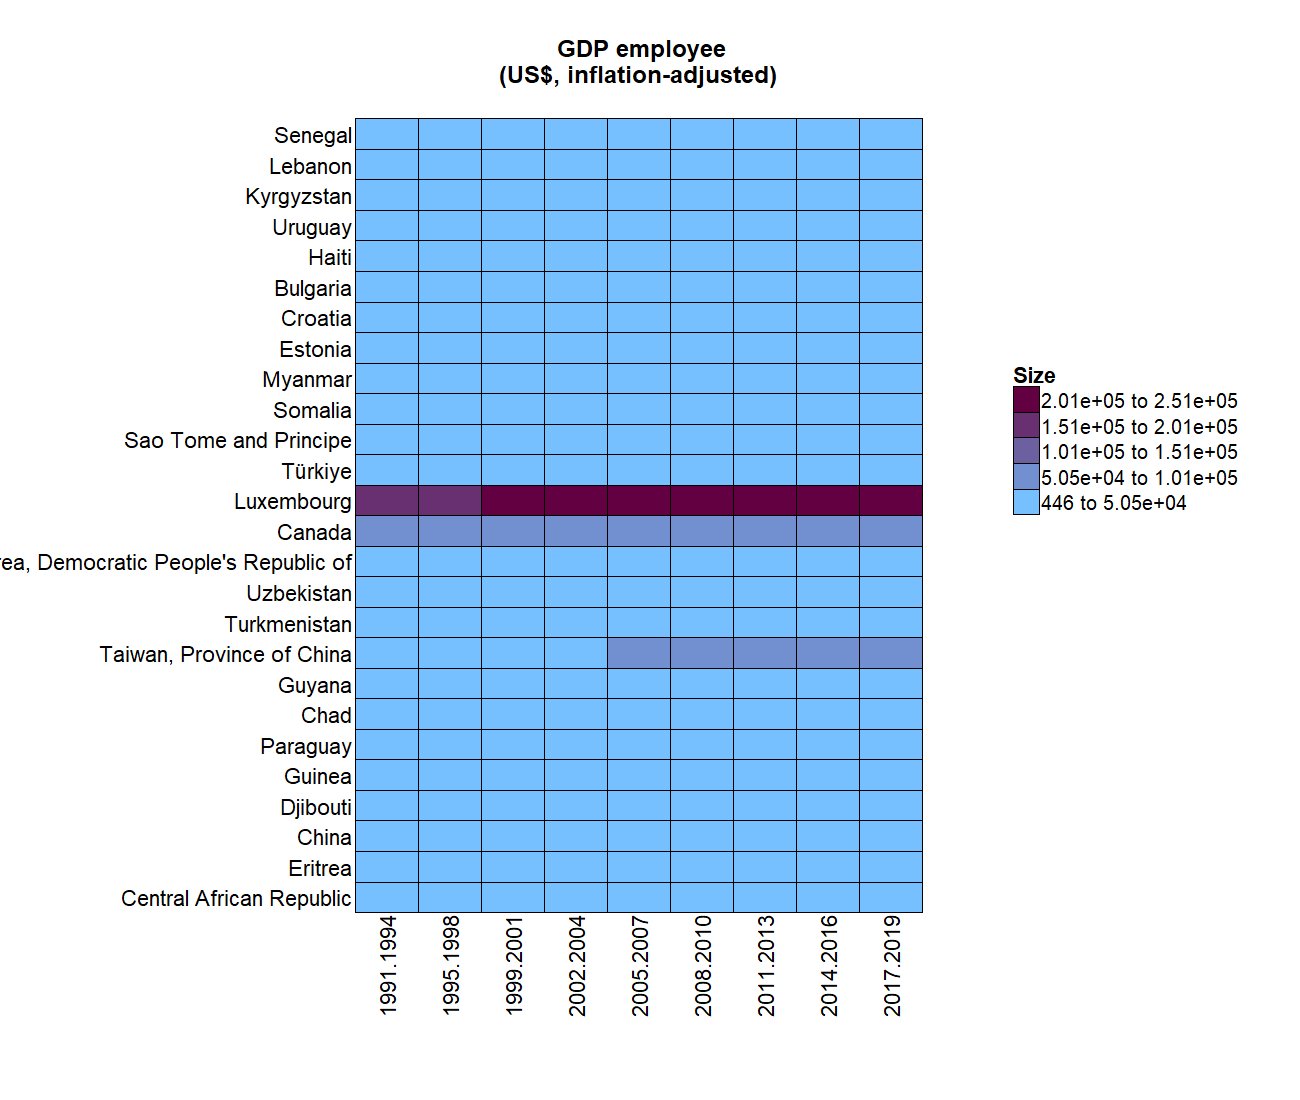 GDP employee
(US$, inflation-adjusted)
Senegal
Lebanon
Kyrgyzstan
Uruguay
Haiti
Bulgaria
Croatia
Estonia
Myanmar
Somalia
Sao Tome and Principe
Türkiye
Luxembourg
Canada
rea, Democratic People's Republic of
Uzbekistan
Turkmenistan
Taiwan, Province of China
Guyana
Chad
Paraguay
Guinea
Djibouti
China
Eritrea
Central African Republic
1991.1994
1995.1998
1999.2001
2002.2004
2005.2007
2008.2010
2011.2013
2014.2016
2017.2019
Size
2.01e+05 to 2.51e+05
1.51e+05 to 2.01e+05
1.01e+05 to 1.51e+05
5.05e+04 to 1.01e+05
446 to 5.05e+04